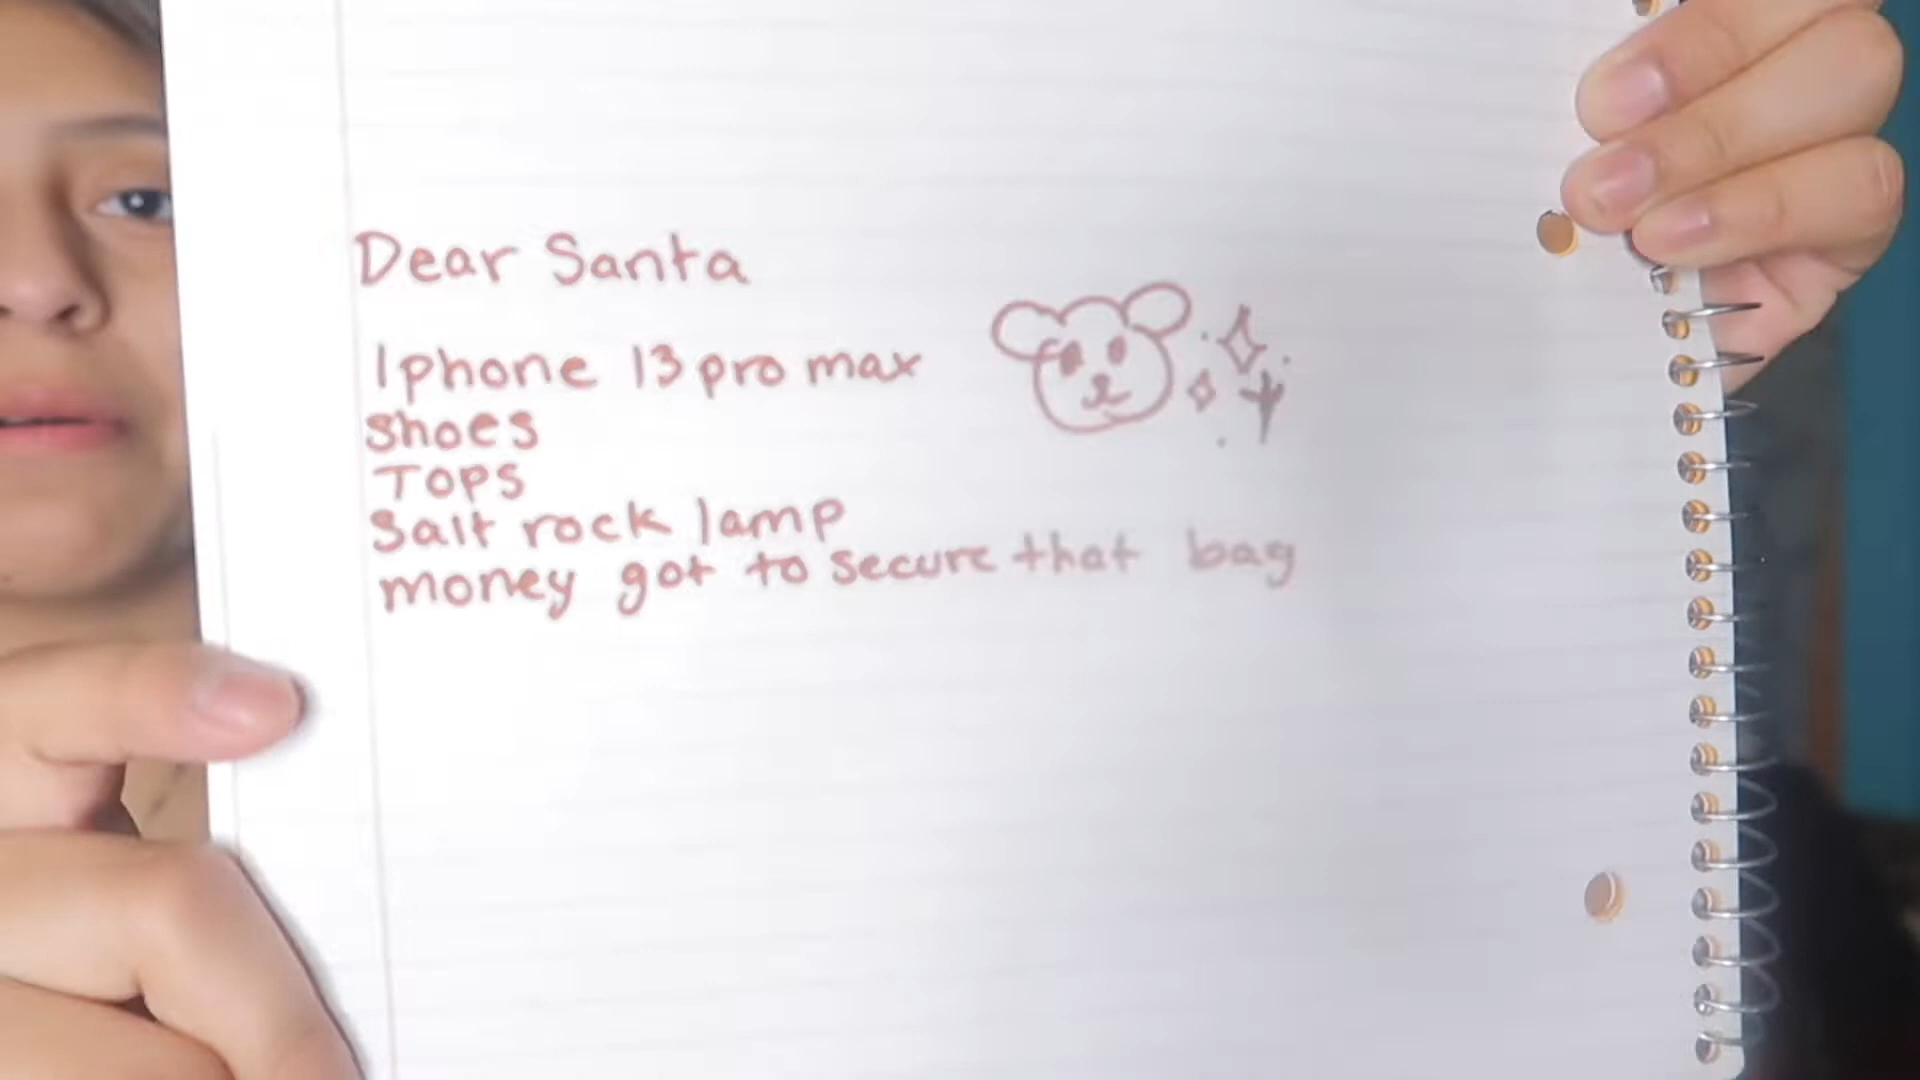 Dear Santa
Iphone 13 pro max
shoes
TOPS
Salt rock lamp
money got to secure that bag